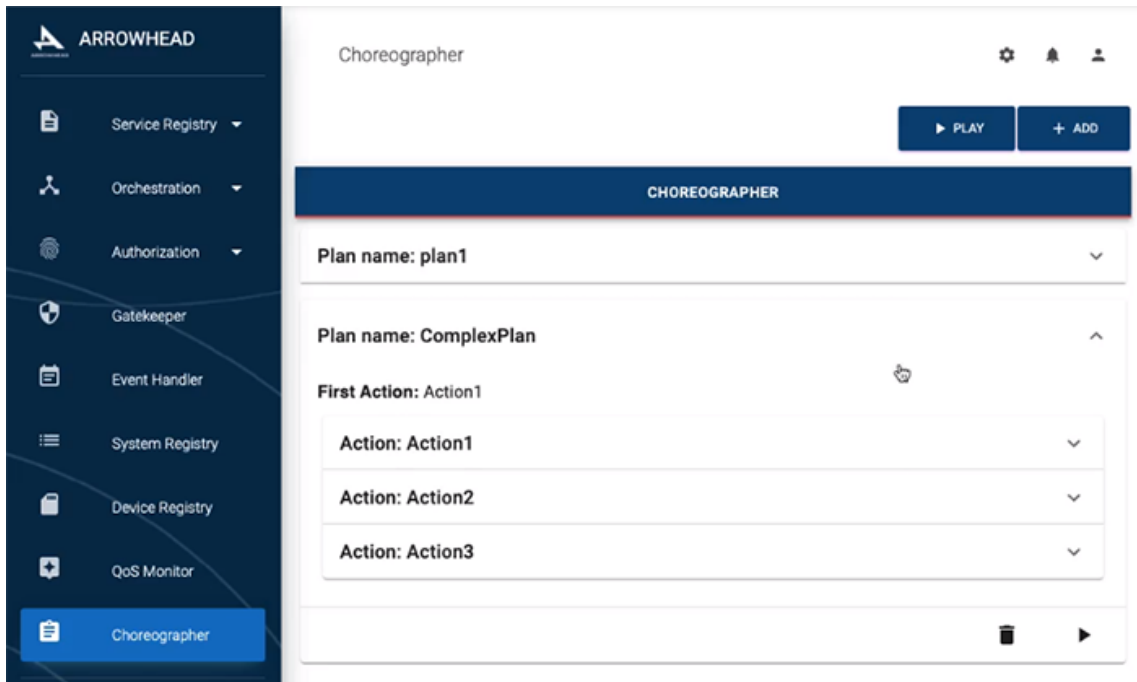 ARROWHEAD
Service Registry
Orchestration
Authorization
Gatekeeper
Event Handler
System Registry
Device Registry
QoS Monitor
Choreographer
Choreographer
PLAY
+ ADD
CHOREOGRAPHER
Plan name: plan1
Plan name: ComplexPlan
First Action: Action1
Action: Action1
Action: Action2
Action: Action3